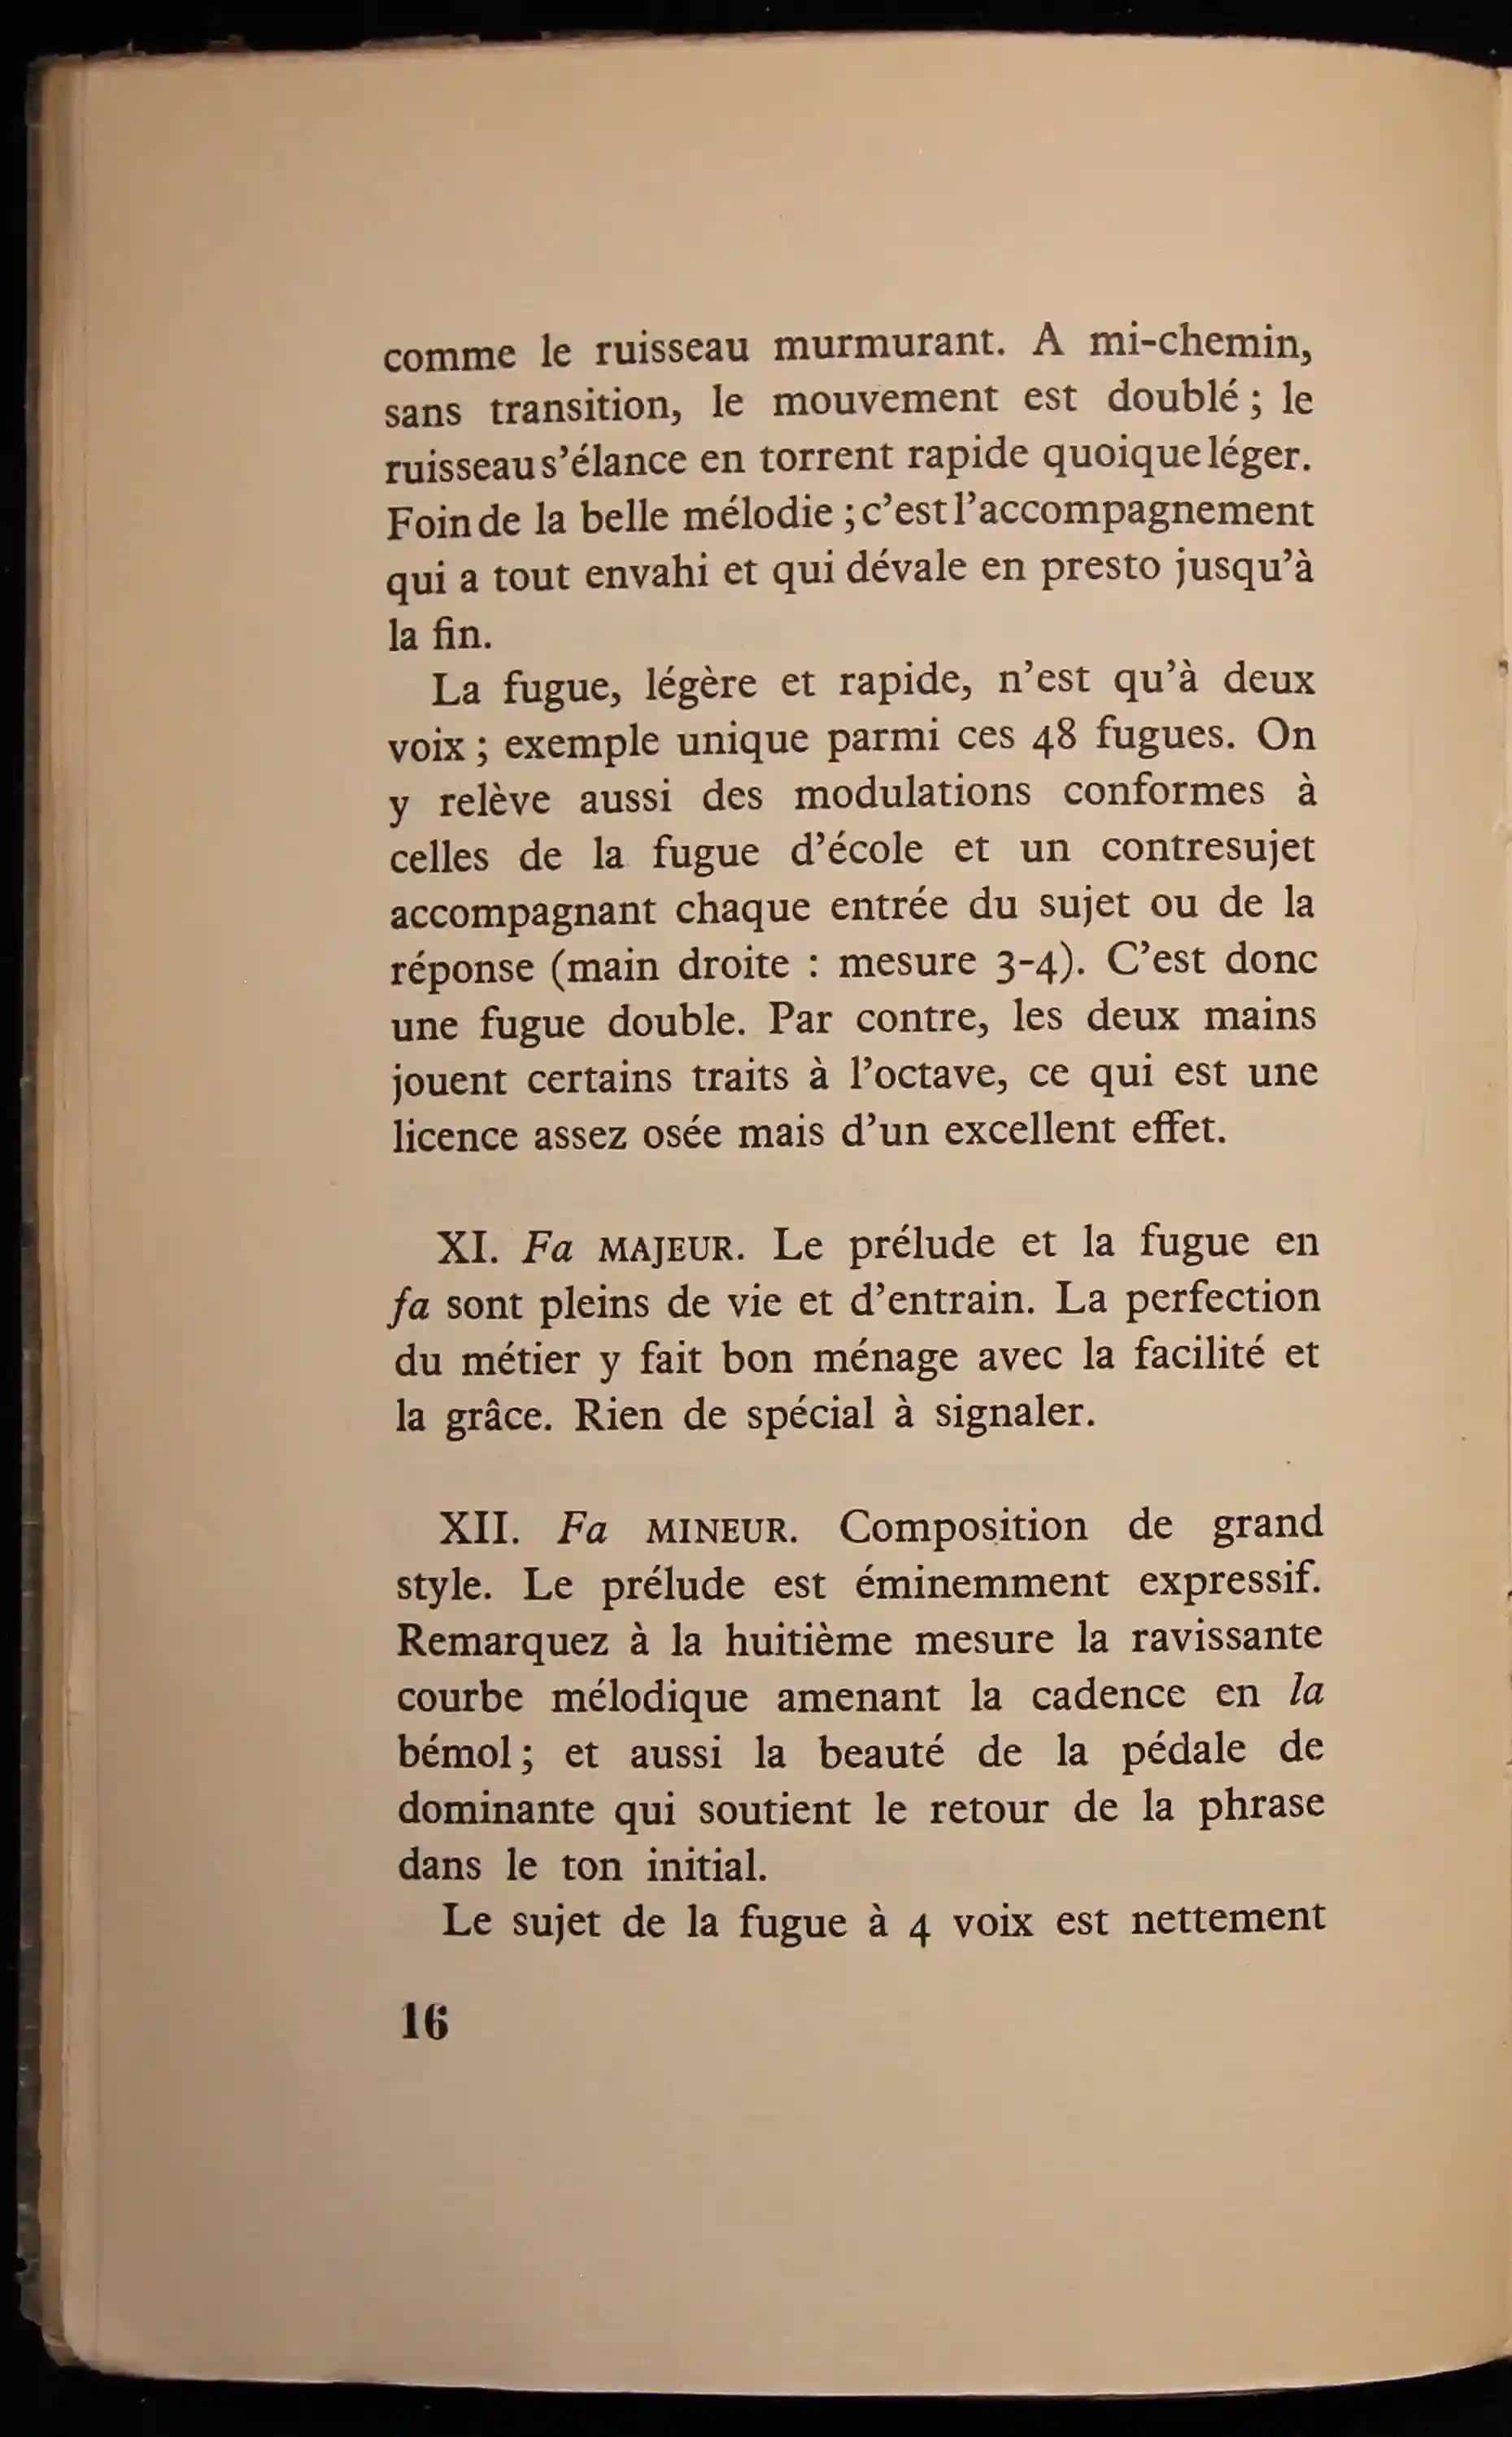 comme le ruisseau murmurant. A mi-chemin,
sans transition, le mouvement est doublé ; le
ruisseau s’élance en torrent rapide quoique léger.
Foin de la belle mélodie ; c’est l’accompagnement
qui a tout envahi et qui dévale en presto jusqu’à
la fin.
La fugue, légère et rapide, n’est qu’à deux
voix ; exemple unique parmi ces 48 fugues. On
y relève aussi des modulations conformes à
celles de la fugue d’école et un contresujet
accompagnant chaque entrée du sujet ou de la
réponse (main droite : mesure 3-4). C’est donc
une fugue double. Par contre, les deux mains
jouent certains traits à l’octave, ce qui est une
licence assez osée mais d’un excellent effet.
XI. Fa MAJEUR. Le prélude et la fugue en
fa sont pleins de vie et d’entrain. La perfection
du métier y fait bon ménage avec la facilité et
la grâce. Rien de spécial à signaler.
XII. Fa MINEUR. Composition de grand
style. Le prélude est éminemment expressif.
Remarquez à la huitième mesure la ravissante
courbe mélodique amenant la cadence en la
bémol ; et aussi la beauté de la pédale de
dominante qui soutient le retour de la phrase
dans le ton initial.
Le sujet de la fugue à 4 voix est nettement
16